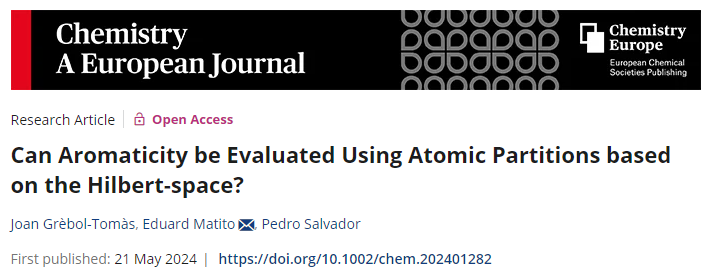 Chemistry
A European Journal
Chemistry
Europe
European Chemical
Societies Publishing
Research Article
Open Access
Can Aromaticity be Evaluated Using Atomic Partitions based
on the Hilbert-space?
Joan Grèbol-Tomàs, Eduard Matito, Pedro Salvador
First published: 21 May 2024 | https://doi.org/10.1002/chem.202401282